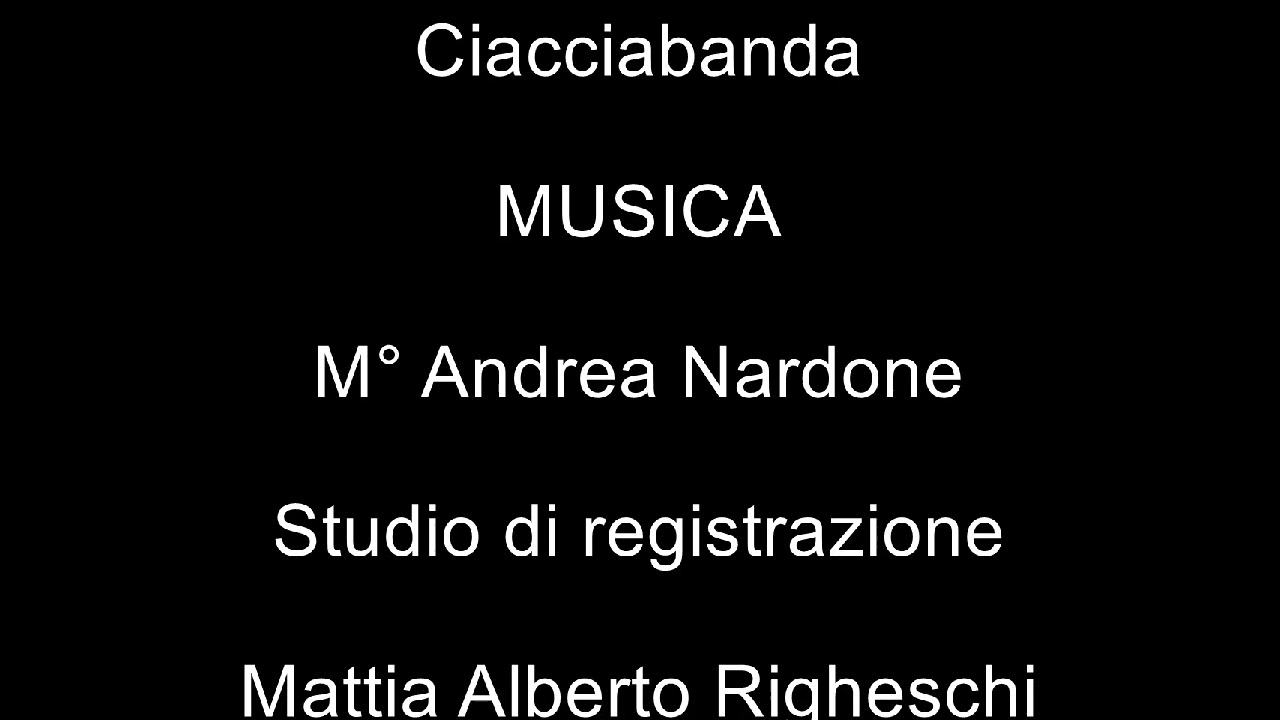 Ciacciabanda
MUSICA
M° Andrea Nardone
Studio di registrazione
Mattia Alberto Righeschi